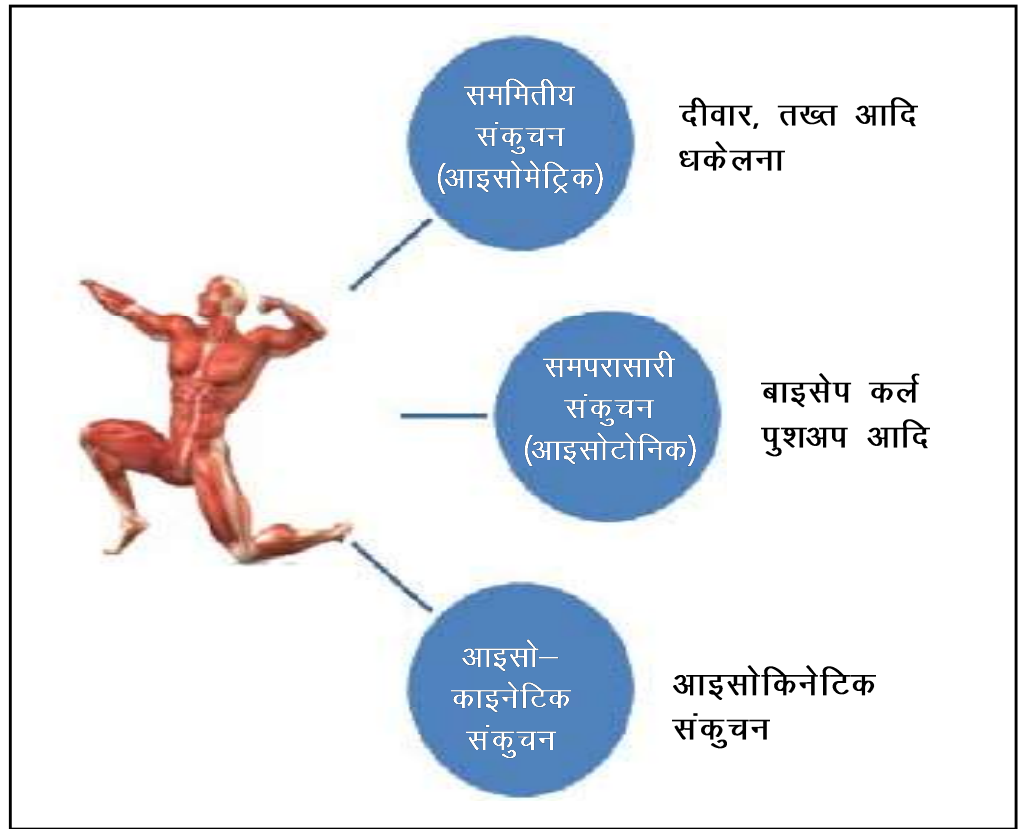 सममितीय
संकुचन
(आइसोमेट्रिक)
दीवार, तख्त आदि
धकेलना
समपरासारी
संकुचन
(आइसोटोनिक)
बाइसेप कर्ल
पुशअप आदि
आइसो–
काइनेटिक
संकुचन
आइसोकिनेटिक
संकुचन